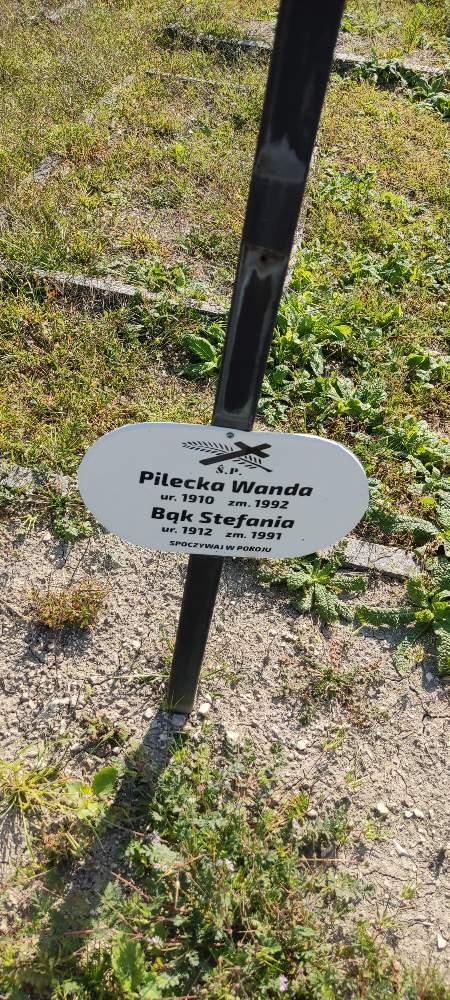 Ś.P.
Pilecka Wanda
ur. 1910 zm. 1992
Bąk Stefania
ur. 1912 zm. 1991
SPOCZYWAJ W POKOJU